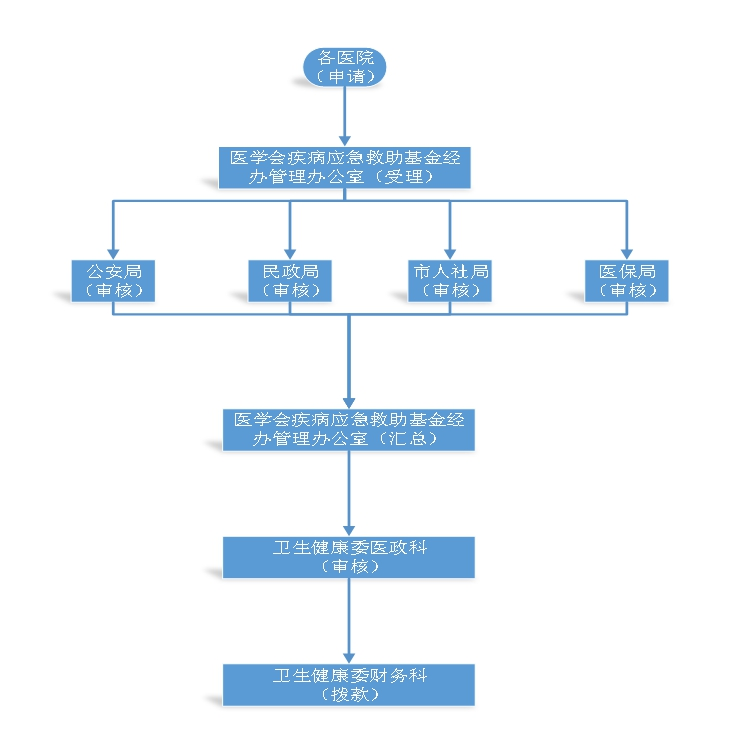 各医院
（申请）
医学会疾病应急救助基金经
办管理办公室（受理）
公安局
（审核）
民政局
（审核）
市人社局
（审核）
医保局
（审核）
医学会疾病应急救助基金经
办管理办公室（汇总）
卫生健康委医政科
（审核）
卫生健康委财务科
（拨款）